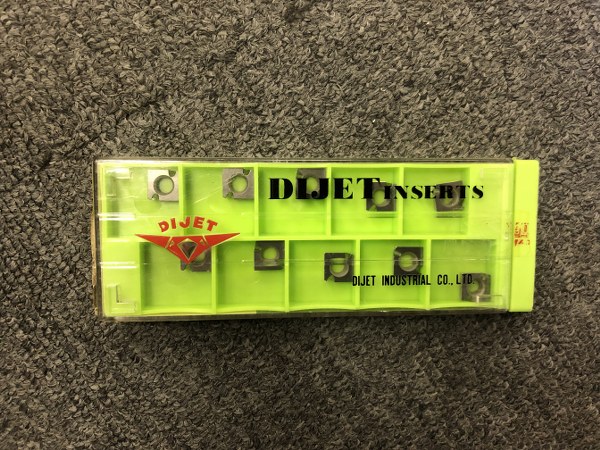 DIJET INSERTS
DIJET
DIJET INDUSTRIAL CO., LTD